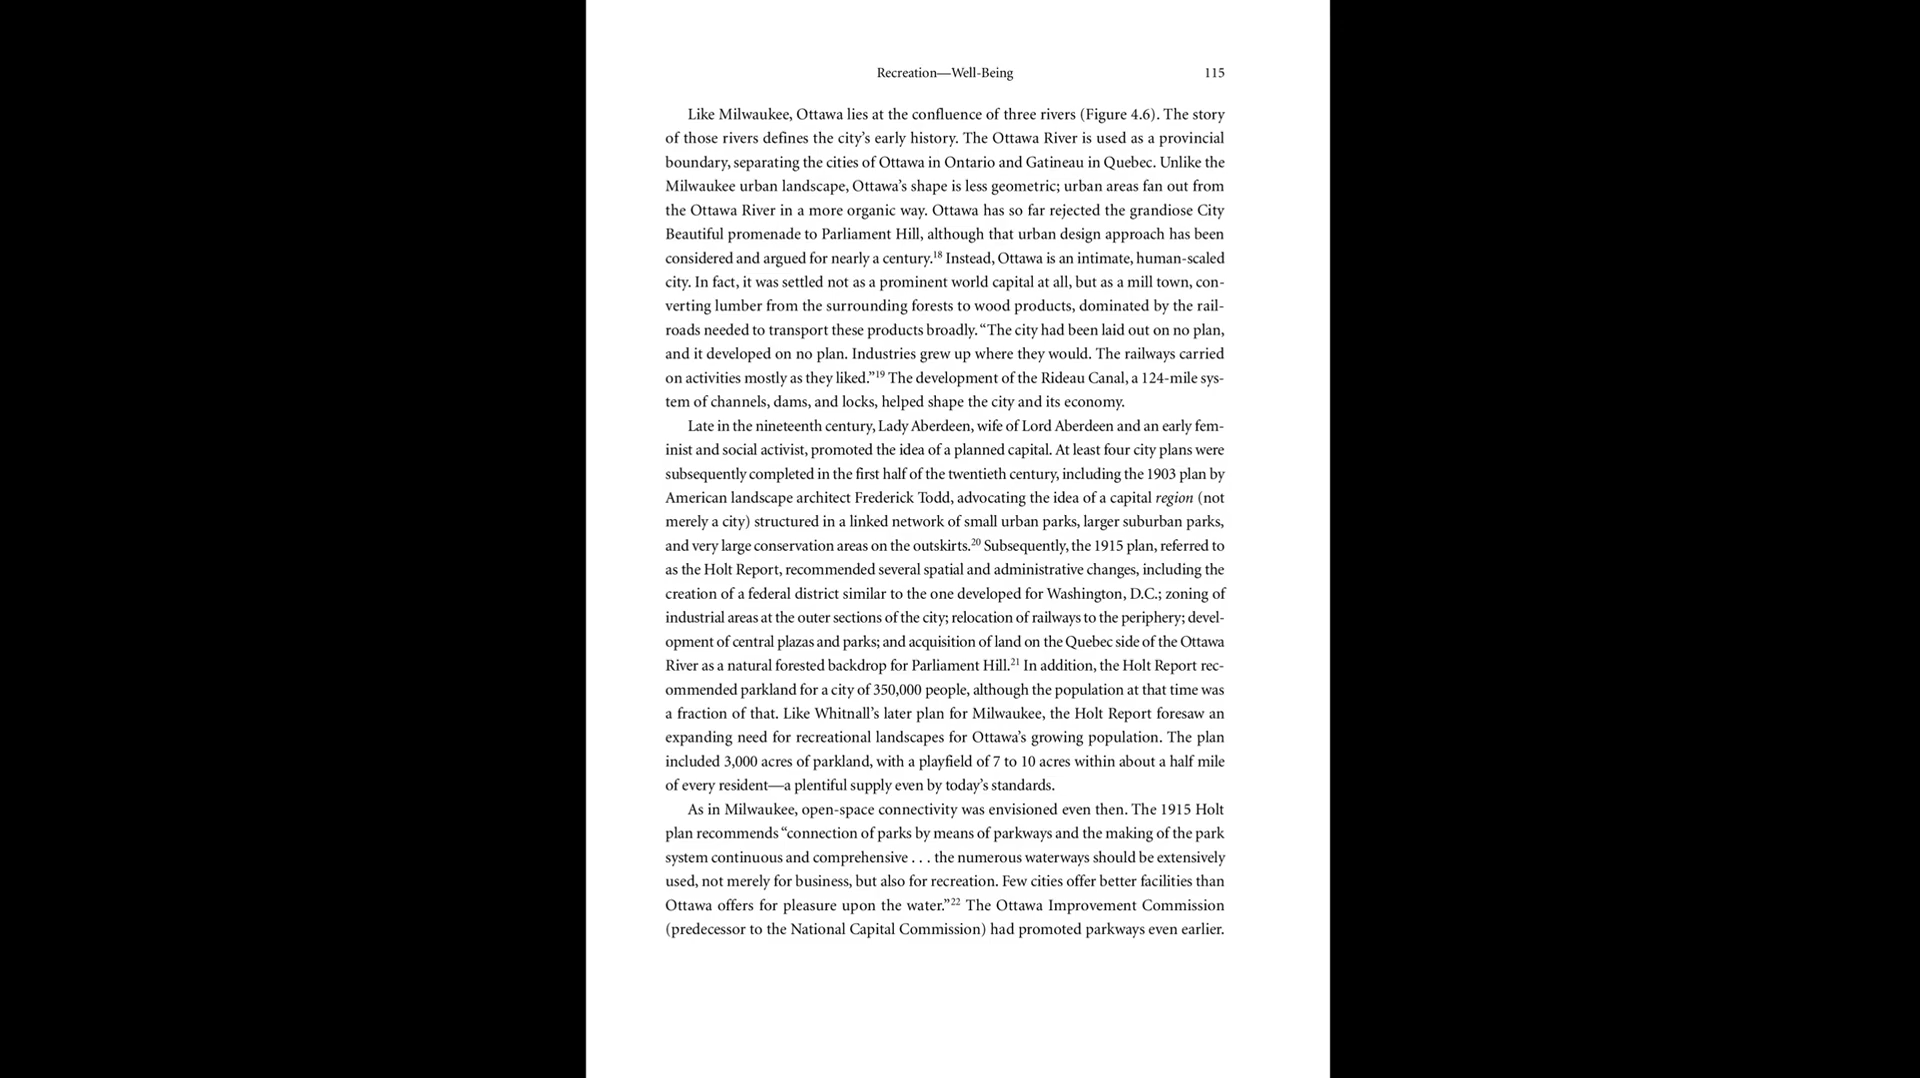 Recreation—Well-Being 115
Like Milwaukee, Ottawa lies at the confluence of three rivers (Figure 4.6). The story
of those rivers defines the city’s early history. The Ottawa River is used as a provincial
boundary, separating the cities of Ottawa in Ontario and Gatineau in Quebec. Unlike the
Milwaukee urban landscape, Ottawa’s shape is less geometric; urban areas fan out from
the Ottawa River in a more organic way. Ottawa has so far rejected the grandiose City
Beautiful promenade to Parliament Hill, although that urban design approach has been
considered and argued for nearly a century.18 Instead, Ottawa is an intimate, human-scaled
city. In fact, it was settled not as a prominent world capital at all, but as a mill town, con-
verting lumber from the surrounding forests to wood products, dominated by the rail-
roads needed to transport these products broadly. “The city had been laid out on no plan,
and it developed on no plan. Industries grew up where they would. The railways carried
on activities mostly as they liked.”19 The development of the Rideau Canal, a 124-mile sys-
tem of channels, dams, and locks, helped shape the city and its economy.
Late in the nineteenth century, Lady Aberdeen, wife of Lord Aberdeen and an early fem-
inist and social activist, promoted the idea of a planned capital. At least four city plans were
subsequently completed in the first half of the twentieth century, including the 1903 plan by
American landscape architect Frederick Todd, advocating the idea of a capital region (not
merely a city) structured in a linked network of small urban parks, larger suburban parks,
and very large conservation areas on the outskirts.20 Subsequently, the 1915 plan, referred to
as the Holt Report, recommended several spatial and administrative changes, including the
creation of a federal district similar to the one developed for Washington, D.C.; zoning of
industrial areas at the outer sections of the city; relocation of railways to the periphery; devel-
opment of central plazas and parks; and acquisition of land on the Quebec side of the Ottawa
River as a natural forested backdrop for Parliament Hill.21 In addition, the Holt Report rec-
ommended parkland for a city of 350,000 people, although the population at that time was
a fraction of that. Like Whitnall’s later plan for Milwaukee, the Holt Report foresaw an
expanding need for recreational landscapes for Ottawa’s growing population. The plan
included 3,000 acres of parkland, with a playfield of 7 to 10 acres within about a half mile
of every resident—a plentiful supply even by today’s standards.
As in Milwaukee, open-space connectivity was envisioned even then. The 1915 Holt
plan recommends “connection of parks by means of parkways and the making of the park
system continuous and comprehensive . . . the numerous waterways should be extensively
used, not merely for business, but also for recreation. Few cities offer better facilities than
Ottawa offers for pleasure upon the water.”22 The Ottawa Improvement Commission
(predecessor to the National Capital Commission) had promoted parkways even earlier.